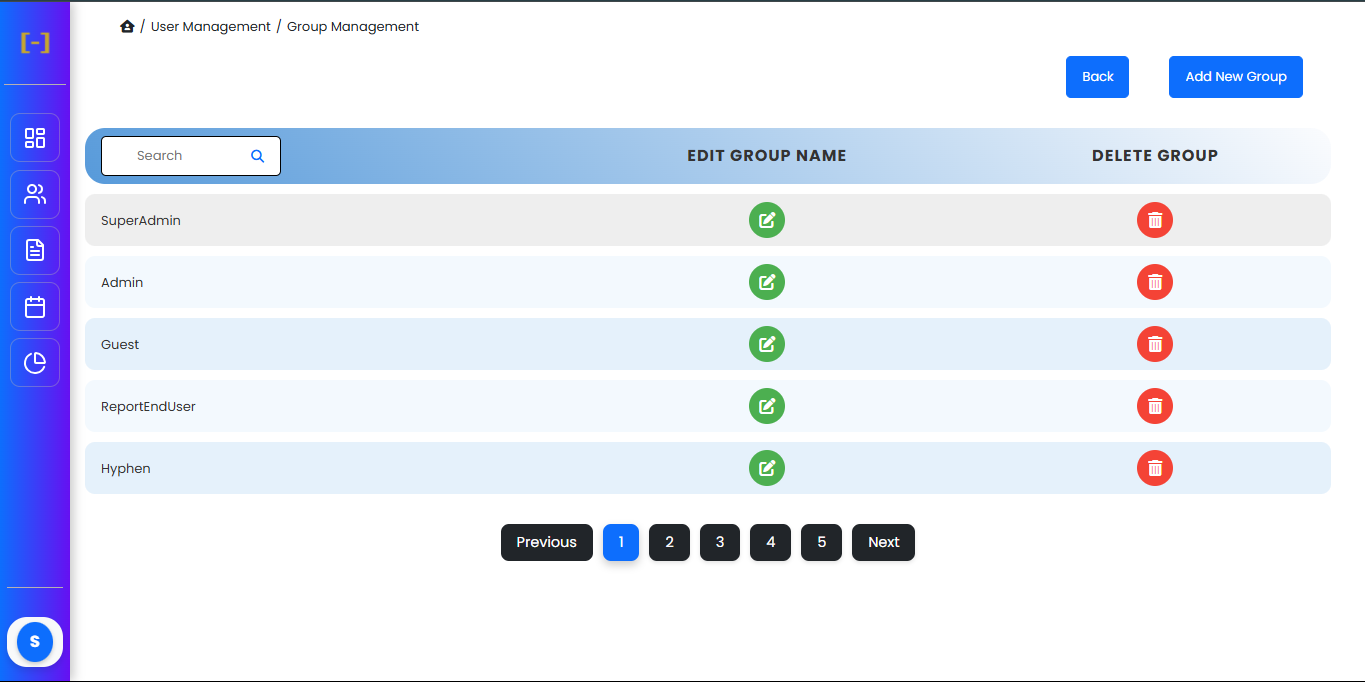 [-]
/ User Management / Group Management
Back Add New Group
Search EDIT GROUP NAME DELETE GROUP
SuperAdmin
Admin
Guest
ReportEndUser
Hyphen
Previous 1 2 3 4 5 Next
S